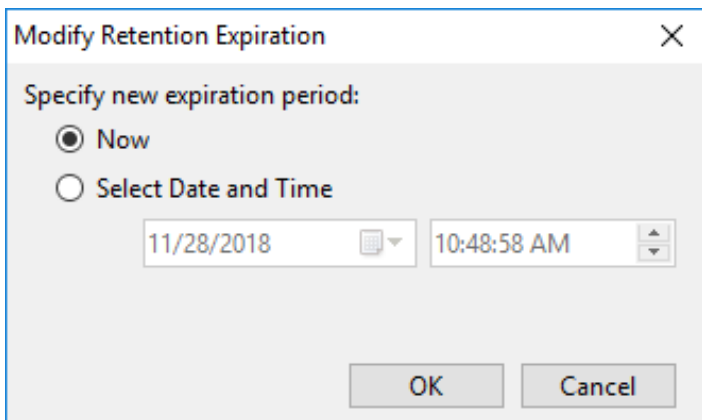 Modify Retention Expiration
Specify new expiration period:
Now
Select Date and Time
11/28/2018 10:48:58 AM
OK Cancel